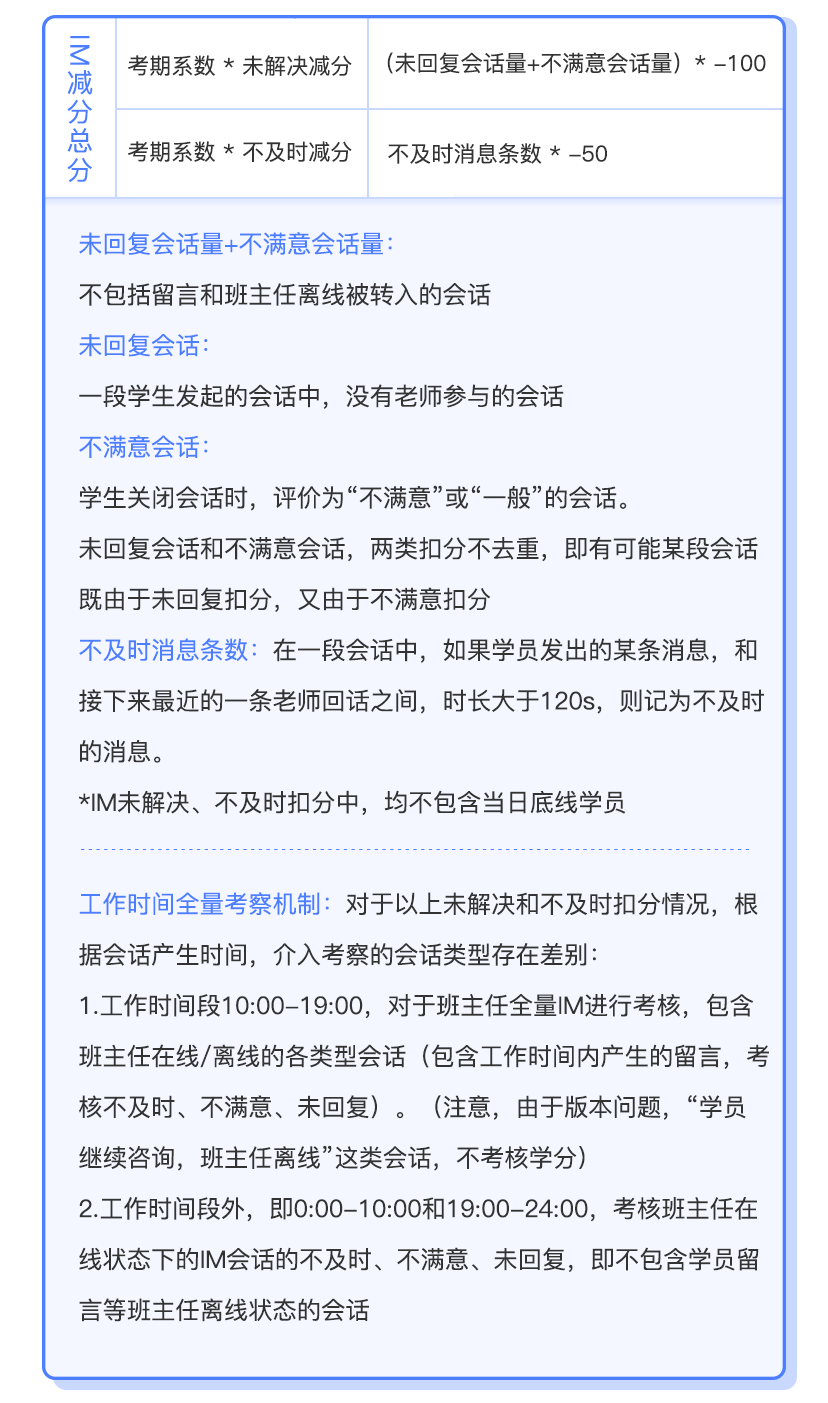 IM减分总分
考期系数 * 未解决减分
（未回复会话量+不满意会话量）* -100
考期系数 * 不及时减分
不及时消息条数 * -50
未回复会话量+不满意会话量：
不包括留言和班主任离线被转入的会话
未回复会话：
一段学生发起的会话中，没有老师参与的会话
不满意会话：
学生关闭会话时，评价为“不满意”或“一般”的会话。
未回复会话和不满意会话，两类扣分不去重，即有可能某段会话
既由于未回复扣分，又由于不满意扣分
不及时消息条数：在一段会话中，如果学员发出的某条消息，和
接下来最近的一条老师回话之间，时长大于120s，则记为不及时
的消息。
*IM未解决、不及时扣分中，均不包含当日底线学员
工作时间全量考察机制：对于以上未解决和不及时扣分情况，根
据会话产生时间，介入考察的会话类型存在差别：
1.工作时间段10:00-19:00，对于班主任全量IM进行考核，包含
班主任在线/离线的各类型会话（包含工作时间内产生的留言，考
核不及时、不满意、未回复）。（注意，由于版本问题，“学员
继续咨询，班主任离线”这类会话，不考核学分）
2.工作时间段外，即0:00-10:00和19:00-24:00，考核班主任在
线状态下的IM会话的不及时、不满意、未回复，即不包含学员留
言等班主任离线状态的会话